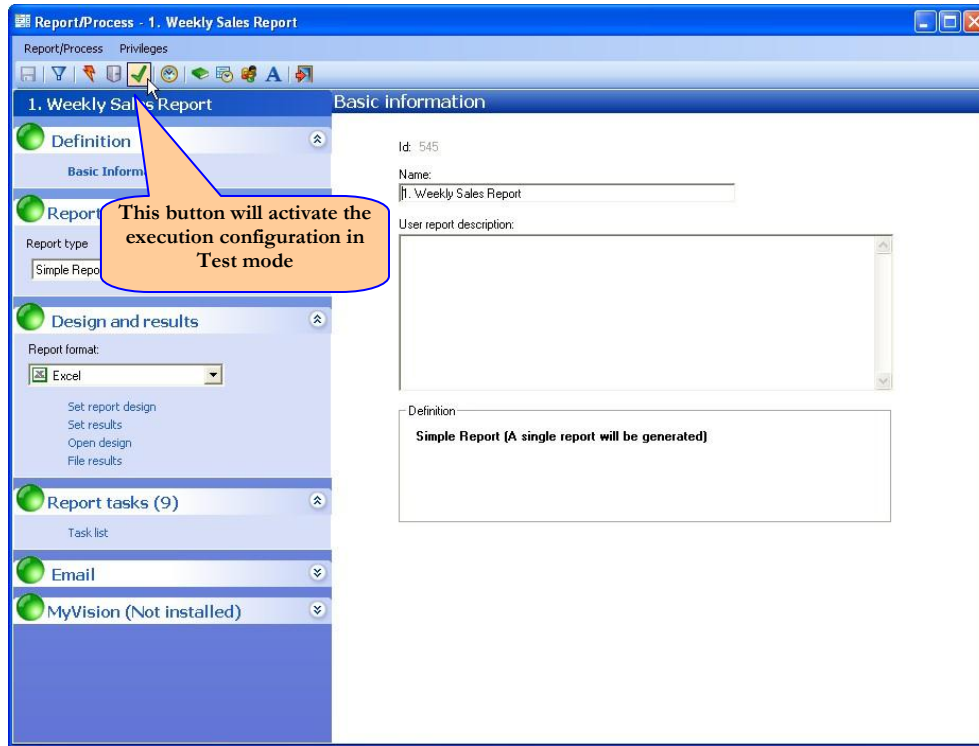 Report/Process - 1. Weekly Sales Report
Report/Process Privileges
A
1. Weekly Sales Report
Basic information
Definition
Basic Inform
Report
Report type
Simple Repo
This button will activate the
execution configuration in
Test mode
Design and results
Report format:
Excel
Set report design
Set results
Open design
File results
Report tasks (9)
Task list
Email
MyVision (Not installed)
Id: 545
Name:
1. Weekly Sales Report
User report description:
Definition
Simple Report (A single report will be generated)